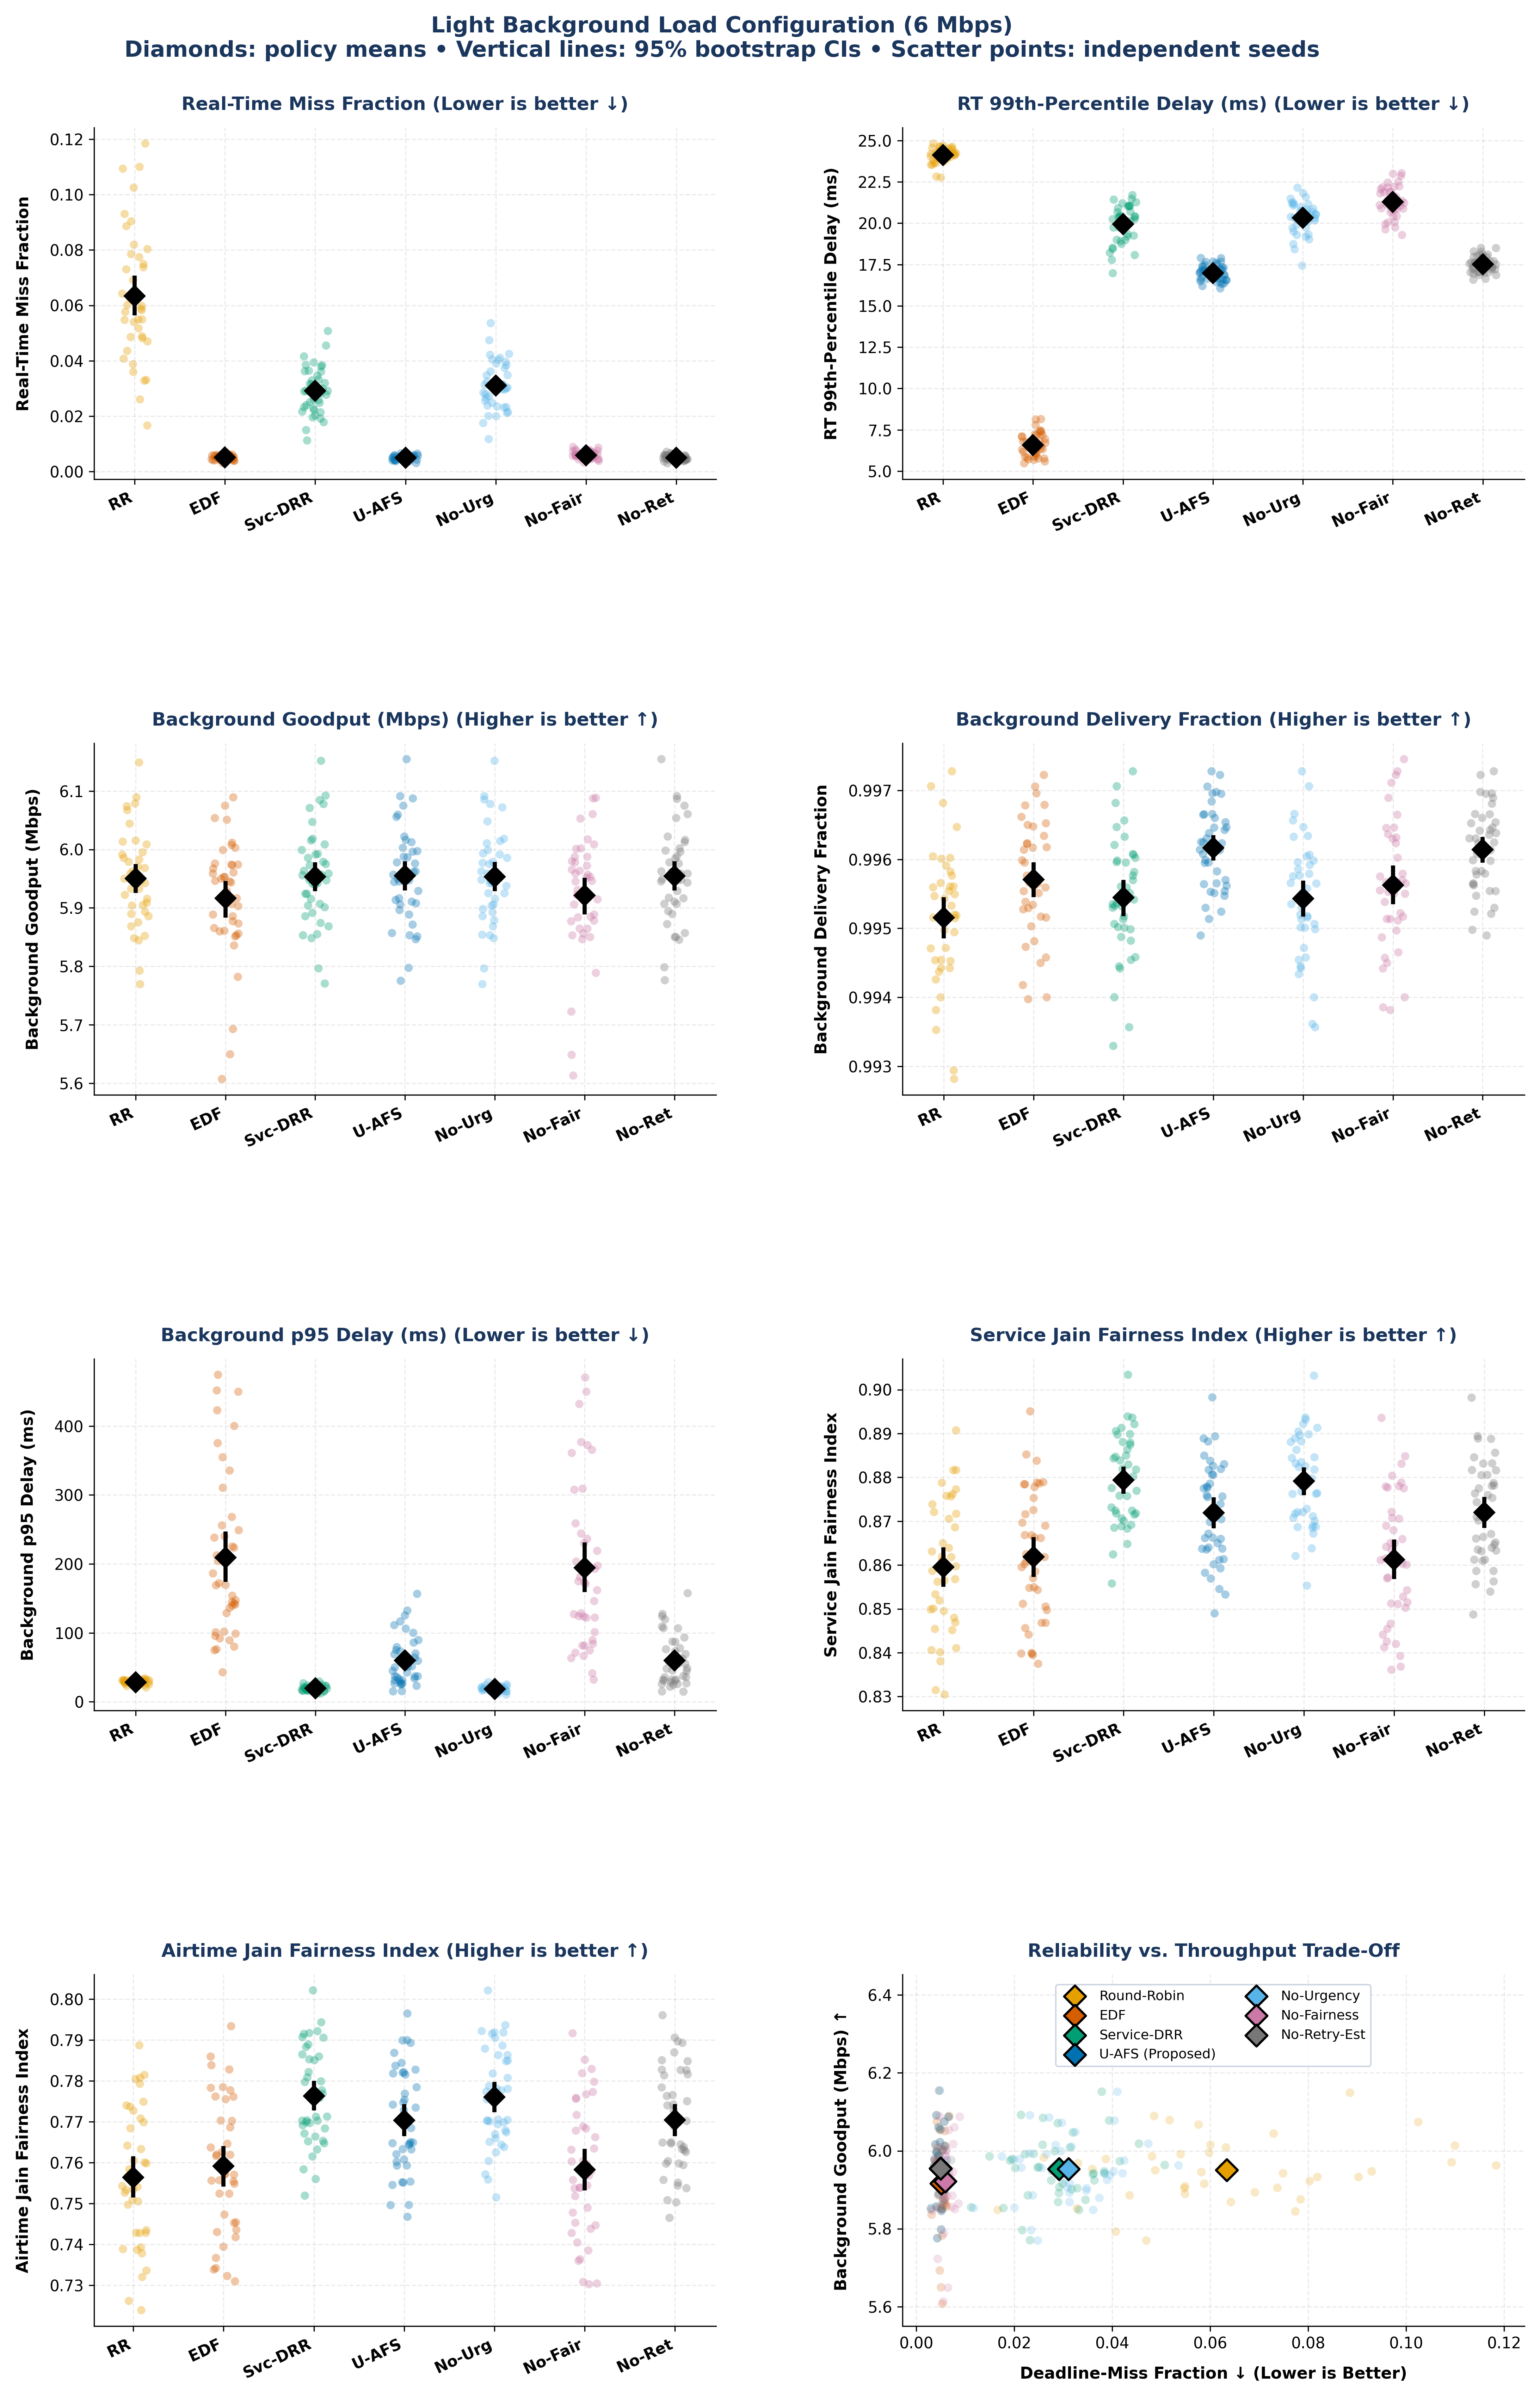 Light Background Load Configuration (6 Mbps)
Diamonds: policy means • Vertical lines: 95% bootstrap CIs • Scatter points: independent seeds
Real-Time Miss Fraction (Lower is better ↓)
Real-Time Miss Fraction
0.12
0.10
0.08
0.06
0.04
0.02
0.00
RR
EDF
Svc-DRR
U-AFS
No-Urg
No-Fair
No-Ret
RT 99th-Percentile Delay (ms) (Lower is better ↓)
RT 99th-Percentile Delay (ms)
25.0
22.5
20.0
17.5
15.0
12.5
10.0
7.5
5.0
RR
EDF
Svc-DRR
U-AFS
No-Urg
No-Fair
No-Ret
Background Goodput (Mbps) (Higher is better ↑)
Background Goodput (Mbps)
6.1
6.0
5.9
5.8
5.7
5.6
RR
EDF
Svc-DRR
U-AFS
No-Urg
No-Fair
No-Ret
Background Delivery Fraction (Higher is better ↑)
Background Delivery Fraction
0.997
0.996
0.995
0.994
0.993
RR
EDF
Svc-DRR
U-AFS
No-Urg
No-Fair
No-Ret
Background p95 Delay (ms) (Lower is better ↓)
Background p95 Delay (ms)
400
300
200
100
0
RR
EDF
Svc-DRR
U-AFS
No-Urg
No-Fair
No-Ret
Service Jain Fairness Index (Higher is better ↑)
Service Jain Fairness Index
0.90
0.89
0.88
0.87
0.86
0.85
0.84
0.83
RR
EDF
Svc-DRR
U-AFS
No-Urg
No-Fair
No-Ret
Airtime Jain Fairness Index (Higher is better ↑)
Airtime Jain Fairness Index
0.80
0.79
0.78
0.77
0.76
0.75
0.74
0.73
RR
EDF
Svc-DRR
U-AFS
No-Urg
No-Fair
No-Ret
Reliability vs. Throughput Trade-Off
Background Goodput (Mbps) ↑
6.4
6.2
6.0
5.8
5.6
Round-Robin
EDF
Service-DRR
U-AFS (Proposed)
No-Urgency
No-Fairness
No-Retry-Est
0.00
0.02
0.04
0.06
0.08
0.10
0.12
Deadline-Miss Fraction ↓ (Lower is Better)